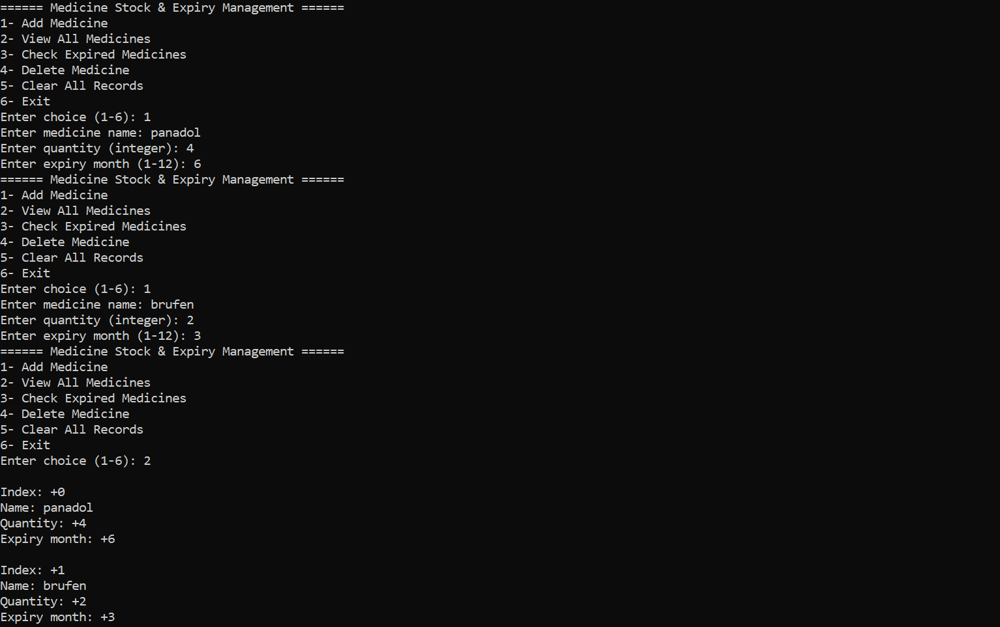 ====== Medicine Stock & Expiry Management ======
1- Add Medicine
2- View All Medicines
3- Check Expired Medicines
4- Delete Medicine
5- Clear All Records
6- Exit
Enter choice (1-6): 1
Enter medicine name: panadol
Enter quantity (integer): 4
Enter expiry month (1-12): 6
====== Medicine Stock & Expiry Management ======
1- Add Medicine
2- View All Medicines
3- Check Expired Medicines
4- Delete Medicine
5- Clear All Records
6- Exit
Enter choice (1-6): 1
Enter medicine name: brufen
Enter quantity (integer): 2
Enter expiry month (1-12): 3
====== Medicine Stock & Expiry Management ======
1- Add Medicine
2- View All Medicines
3- Check Expired Medicines
4- Delete Medicine
5- Clear All Records
6- Exit
Enter choice (1-6): 2

Index: +0
Name: panadol
Quantity: +4
Expiry month: +6

Index: +1
Name: brufen
Quantity: +2
Expiry month: +3